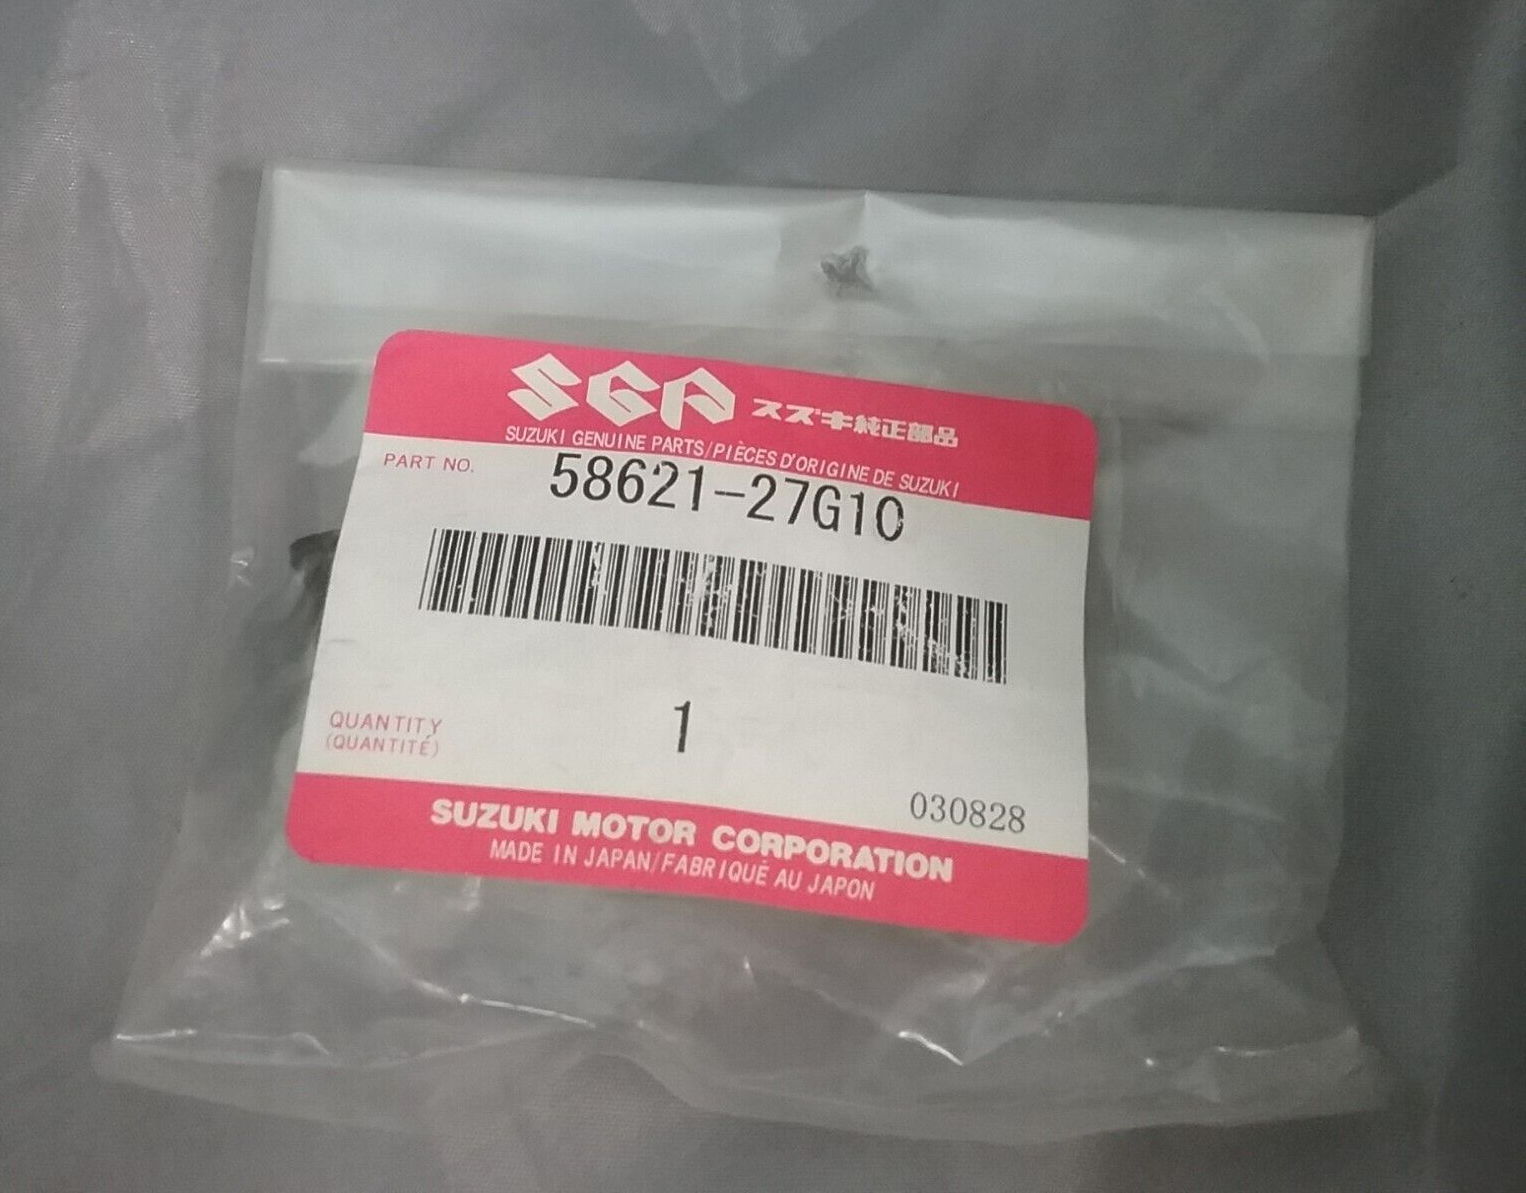 SGP スズキ純正部品
SUZUKI GENUINE PARTS/PIÈCES D'ORIGINE DE SUZUKI
PART NO. 58621-27G10
QUANTITY 1
(QUANTITÉ)
030828
SUZUKI MOTOR CORPORATION
MADE IN JAPAN/FABRIQUÉ AU JAPON